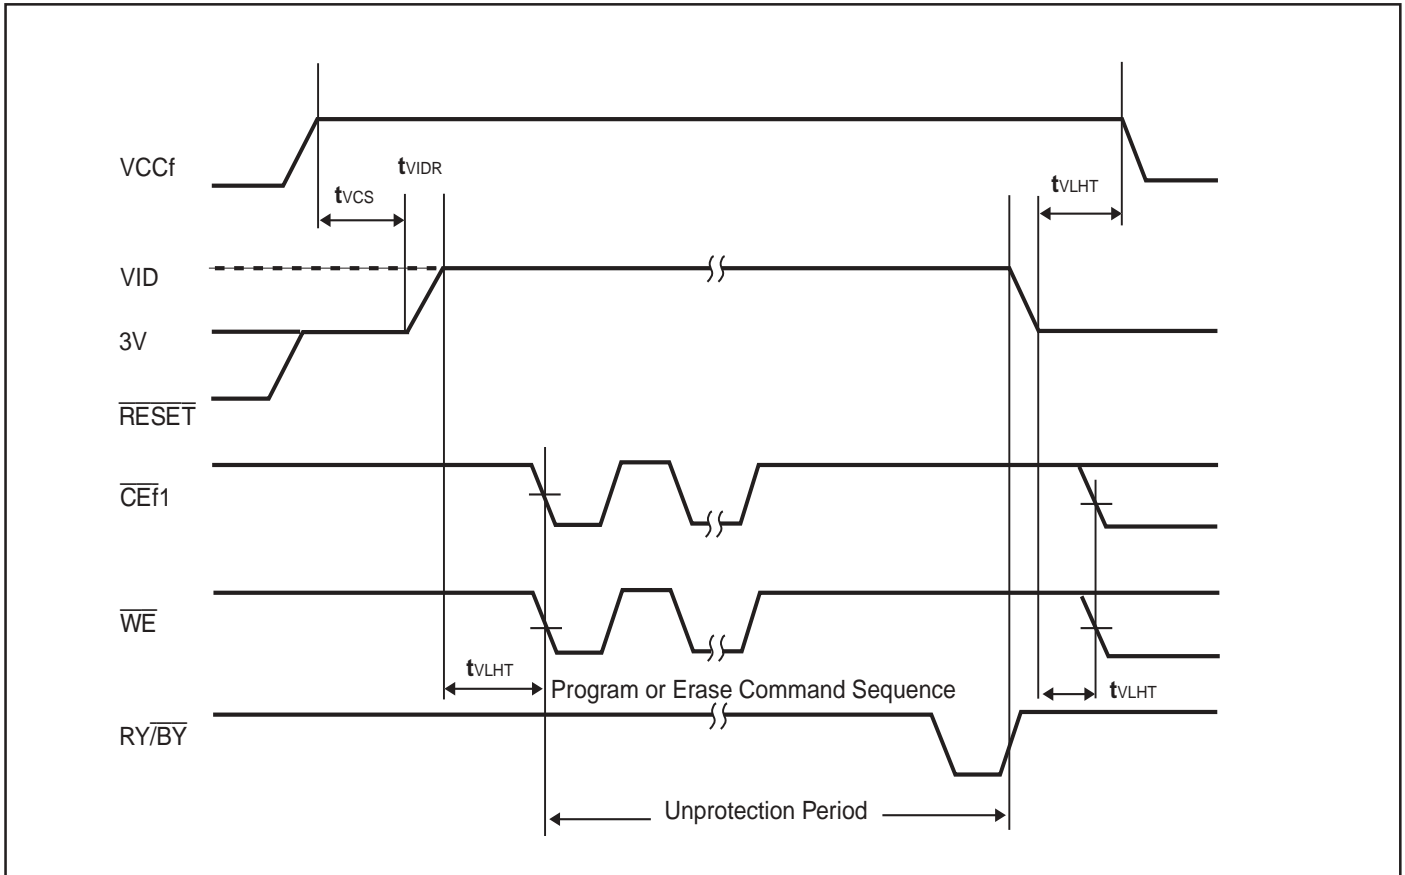 VCCf
tVIDR
tVCS
tVLHT
VID
3V
RESET
CEf1
WE
tVLHT
Program or Erase Command Sequence
tVLHT
RY/BY
Unprotection Period